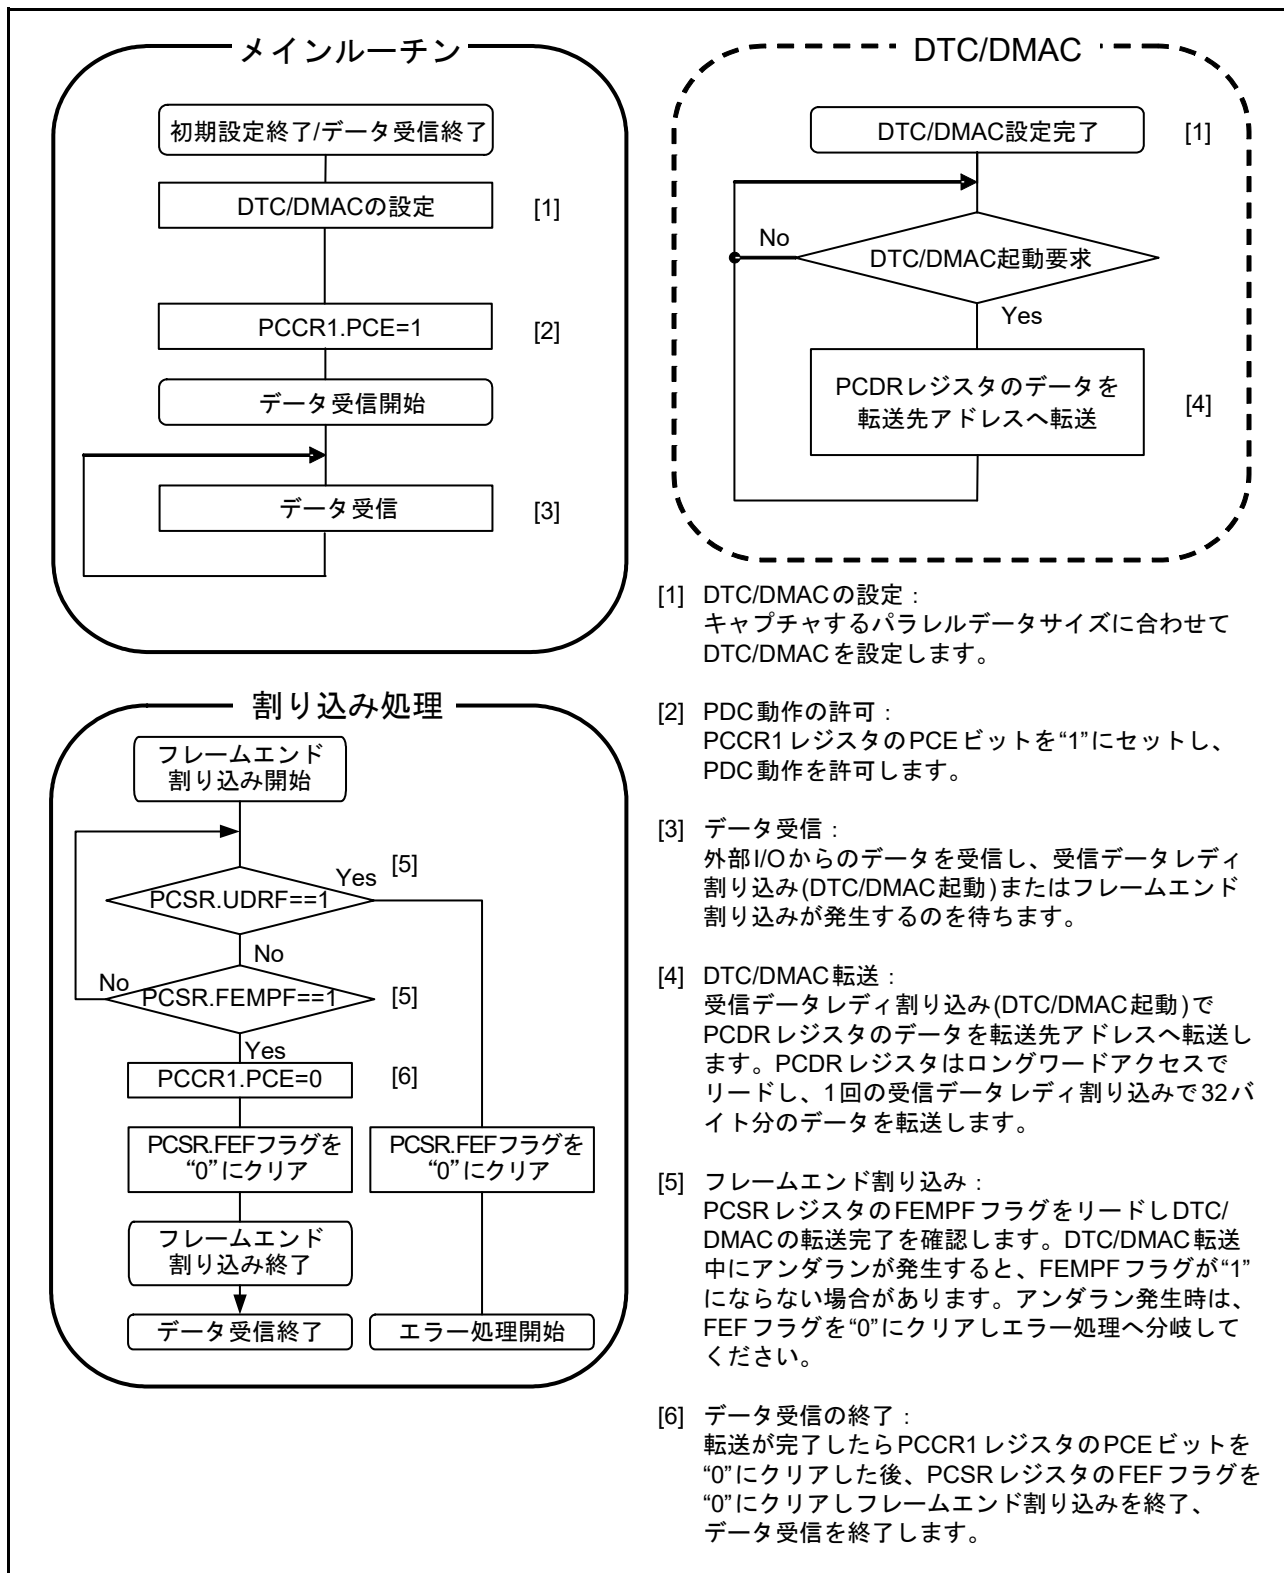 メインルーチン
初期設定終了/データ受信終了
DTC/DMACの設定
[1]
PCCR1.PCE=1
[2]
データ受信開始
データ受信
[3]
DTC/DMAC
DTC/DMAC設定完了
[1]
No
DTC/DMAC起動要求
Yes
PCDRレジスタのデータを
転送先アドレスへ転送
[4]
割り込み処理
フレームエンド
割り込み開始
[5]
Yes
PCSR.UDRF==1
No
No
PCSR.FEMPF==1
[5]
Yes
PCCR1.PCE=0
[6]
PCSR.FEFフラグを
“0”にクリア
PCSR.FEFフラグを
“0”にクリア
フレームエンド
割り込み終了
データ受信終了
エラー処理開始
[1] DTC/DMACの設定：
キャプチャするパラレルデータサイズに合わせて
DTC/DMACを設定します。
[2] PDC動作の許可：
PCCR1レジスタのPCEビットを“1”にセットし、
PDC動作を許可します。
[3] データ受信：
外部I/Oからのデータを受信し、受信データレディ
割り込み(DTC/DMAC起動)またはフレームエンド
割り込みが発生するのを待ちます。
[4] DTC/DMAC転送：
受信データレディ割り込み(DTC/DMAC起動)で
PCDRレジスタのデータを転送先アドレスへ転送し
ます。PCDRレジスタはロングワードアクセスで
リードし、1回の受信データレディ割り込みで32バ
イト分のデータを転送します。
[5] フレームエンド割り込み：
PCSRレジスタのFEMPFフラグをリードしDTC/
DMACの転送完了を確認します。DTC/DMAC転送
中にアンダランが発生すると、FEMPFフラグが“1”
にならない場合があります。アンダラン発生時は、
FEFフラグを“0”にクリアしエラー処理へ分岐して
ください。
[6] データ受信の終了：
転送が完了したらPCCR1レジスタのPCEビットを
“0”にクリアした後、PCSRレジスタのFEFフラグを
“0”にクリアしフレームエンド割り込みを終了、
データ受信を終了します。